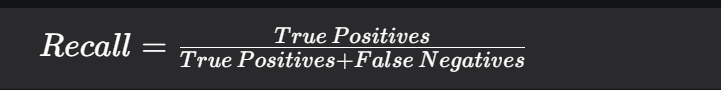 Recall = True Positives / True Positives+False Negatives